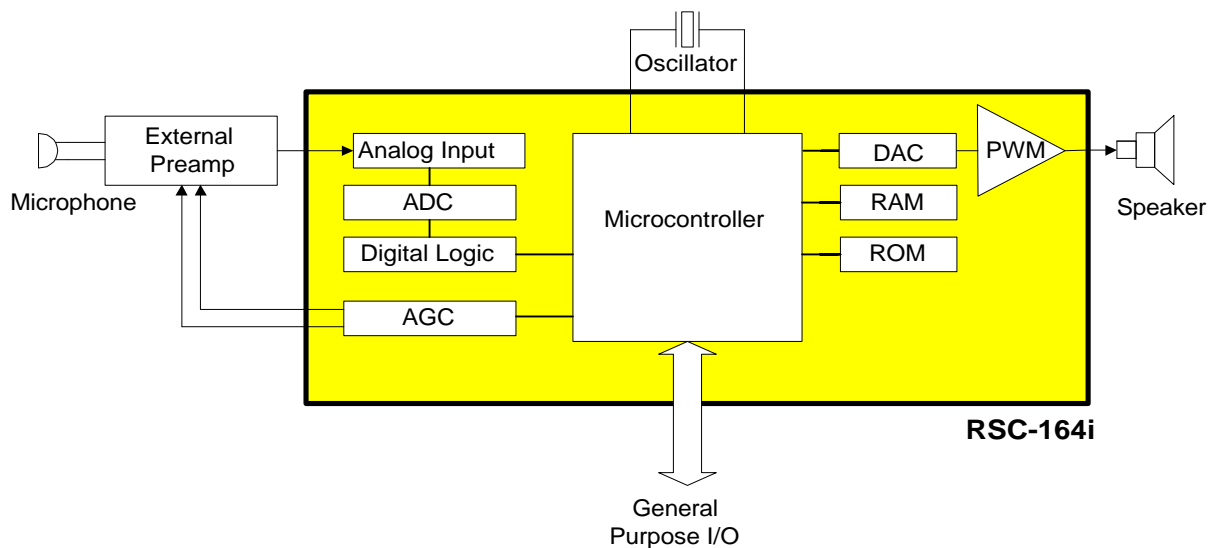 Oscillator
External
Preamp
Microphone
Analog Input
ADC
Digital Logic
AGC
Microcontroller
DAC
RAM
ROM
PWM
Speaker
RSC-164i
General
Purpose I/O